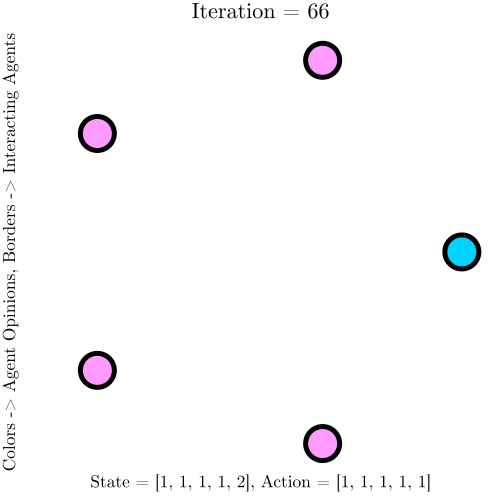 Iteration = 66
Colors -> Agent Opinions, Borders -> Interacting Agents
State = [1, 1, 1, 1, 2], Action = [1, 1, 1, 1, 1]